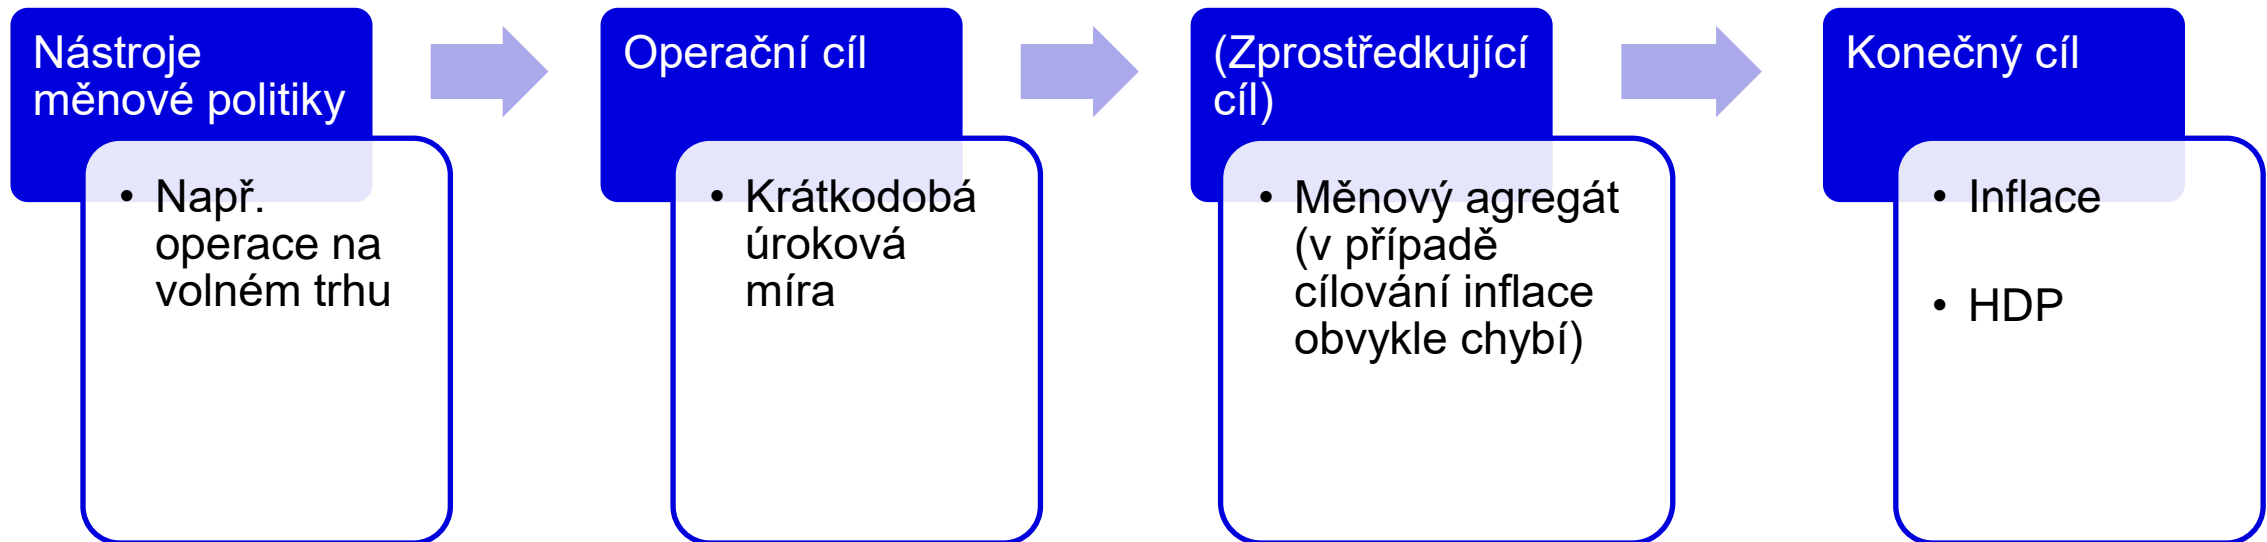 Nástroje
měnové politiky
• Např.
operace na
volném trhu
Operační cíl
• Krátkodobá
úroková
míra
(Zprostředkující
cíl)
• Měnový agregát
(v případě
cílování inflace
obvykle chybí)
Konečný cíl
• Inflace
• HDP